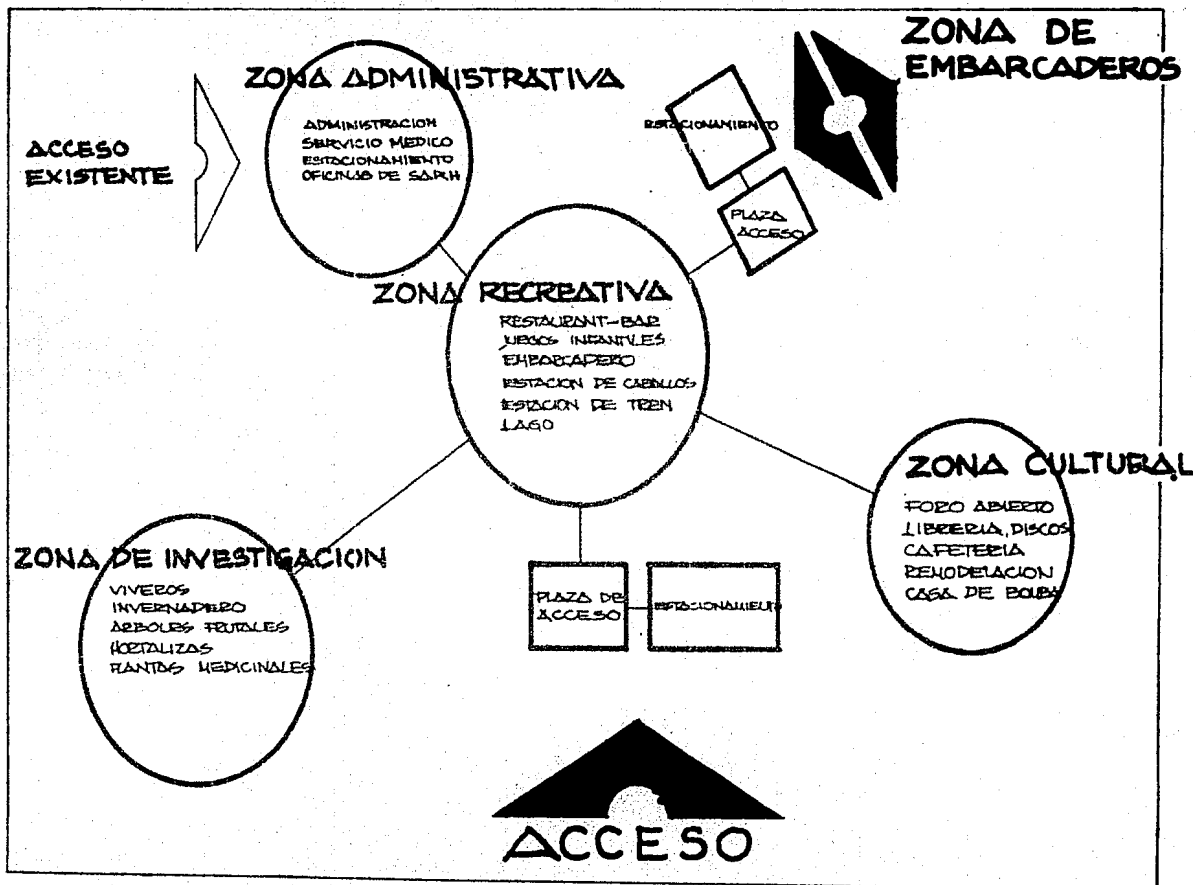 ZONA DE
EMBARCADEROS
ZONA ADMINISTRATIVA
ADMINISTRACION
SERVICIO MEDICO
ESTACIONAMIENTO
OFICINAS DE SARH
ACCESO
EXISTENTE
ESTACIONAMIENTO
PLAZA
ACCESO
ZONA RECREATIVA
RESTAURANT-BAR
JUEGOS INFANTILES
EMBARCADERO
ESTACION DE CABALLOS
ESTACION DE TREN
LAGO
ZONA CULTURAL
FORO ABIERTO
LIBRERIA, DISCOS
CAFETERIA
REMODELACION
CASA DE BOMBA
ZONA DE INVESTIGACION
VIVEROS
INVERNADERO
ARBOLES FRUTALES
HORTALIZAS
PLANTAS MEDICINALES
PLAZA DE
ACCESO
ESTACIONAMIENTO
ACCESO